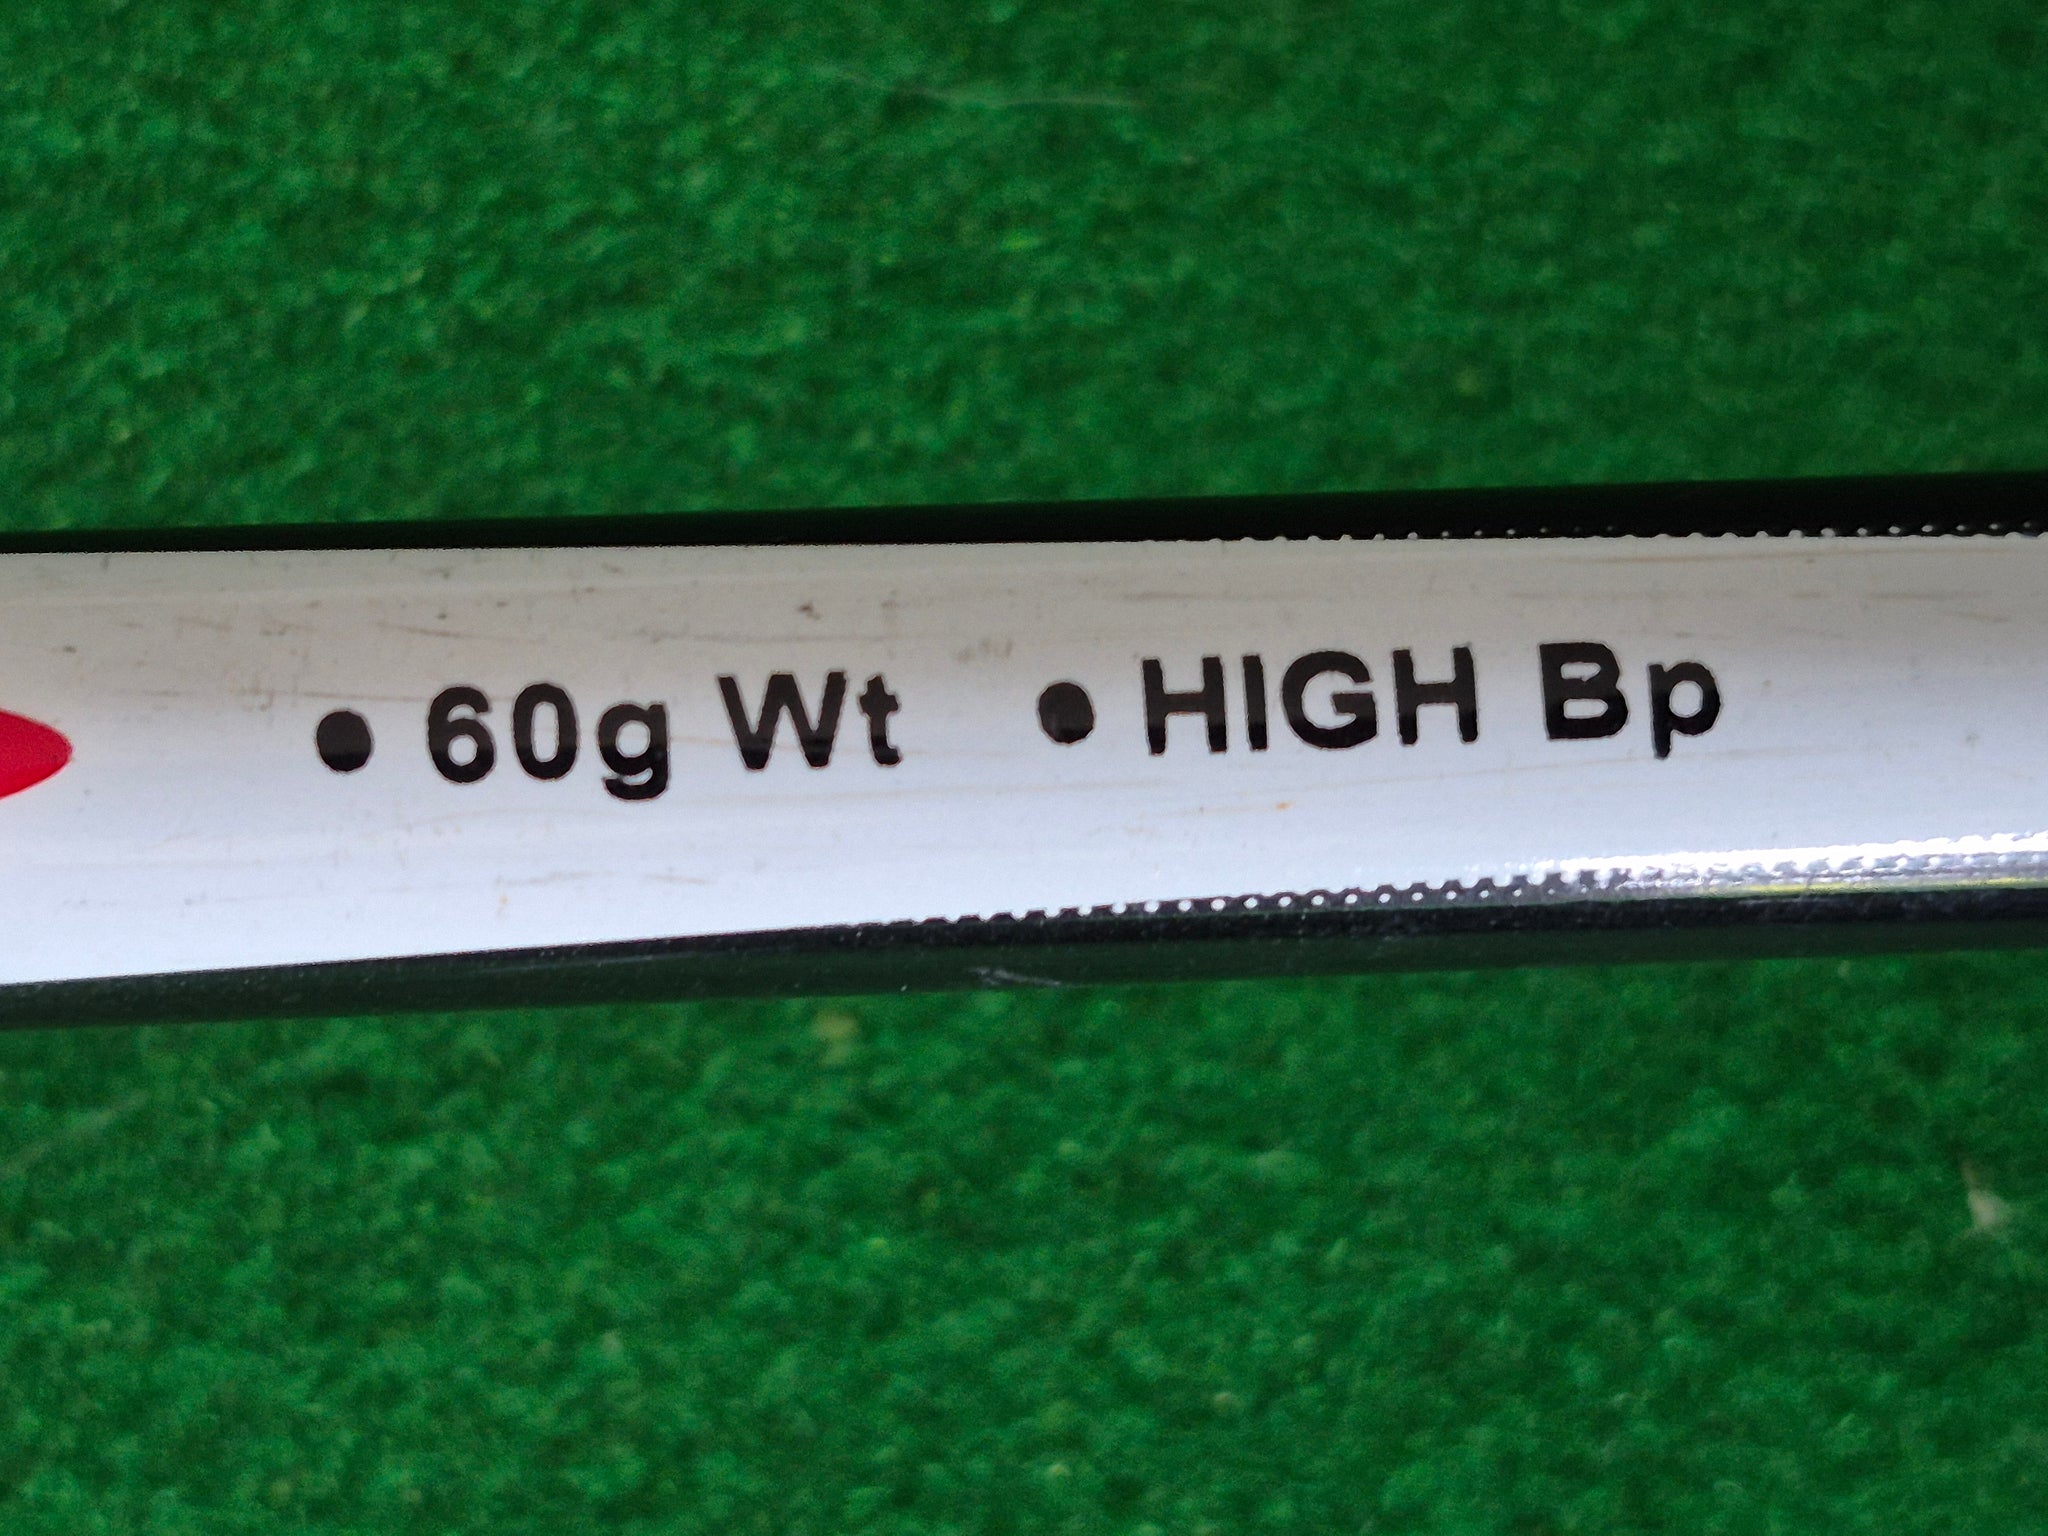 • 60g Wt • HIGH Bp